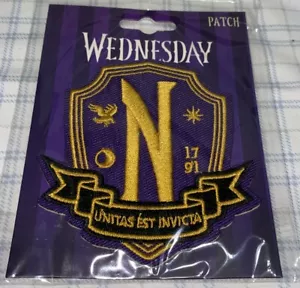 PATCH
WEDNESDAY
N
17
91
UNITAS EST INVICTA